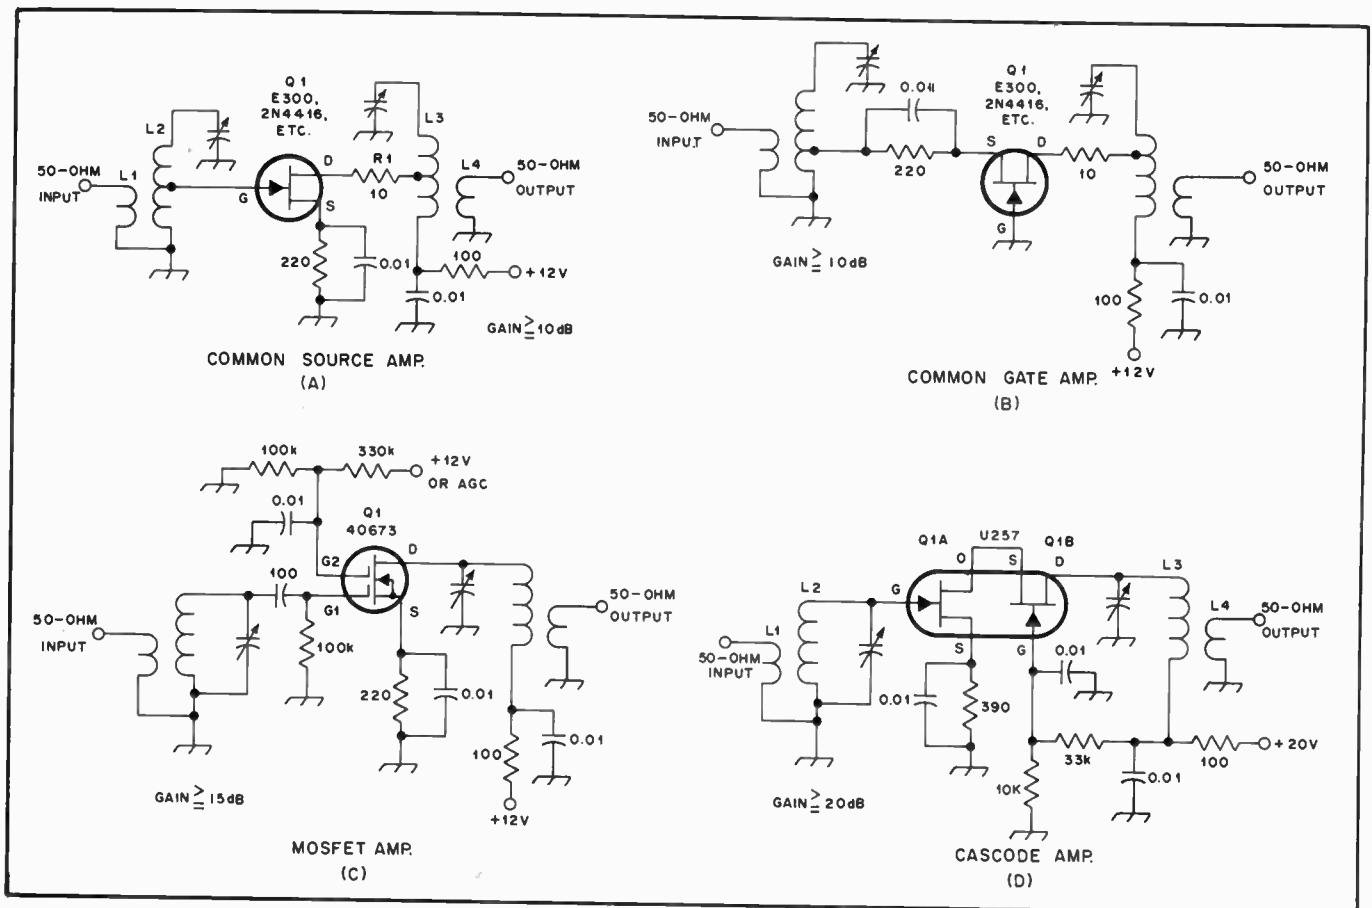 Q1
E300,
2N4416,
ETC.
L2
L3
50-OHM
INPUT
L1
G
D
S
R1
10
L4
50-OHM
OUTPUT
220
0.01
100
+12V
0.01
GAIN ≧ 10dB
COMMON SOURCE AMP.
(A)
50-OHM
INPUT
0.01
Q1
E300,
2N4416,
ETC.
220
S
D
G
10
50-OHM
OUTPUT
GAIN ≧ 10dB
100
0.01
+12V
COMMON GATE AMP.
(B)
100k
330k
+12V
OR AGC
0.01
Q1
40673
G2
D
100
G1
S
50-OHM
INPUT
100k
220
0.01
50-OHM
OUTPUT
100
0.01
+12V
GAIN ≧ 15dB
MOSFET AMP.
(C)
Q1A
U257
Q1B
D
S
D
L2
G
L3
L4
50-OHM
OUTPUT
L1
50-OHM
INPUT
S
G
0.01
0.01
390
33k
100
+20V
0.01
10K
GAIN ≧ 20dB
CASCODE AMP.
(D)